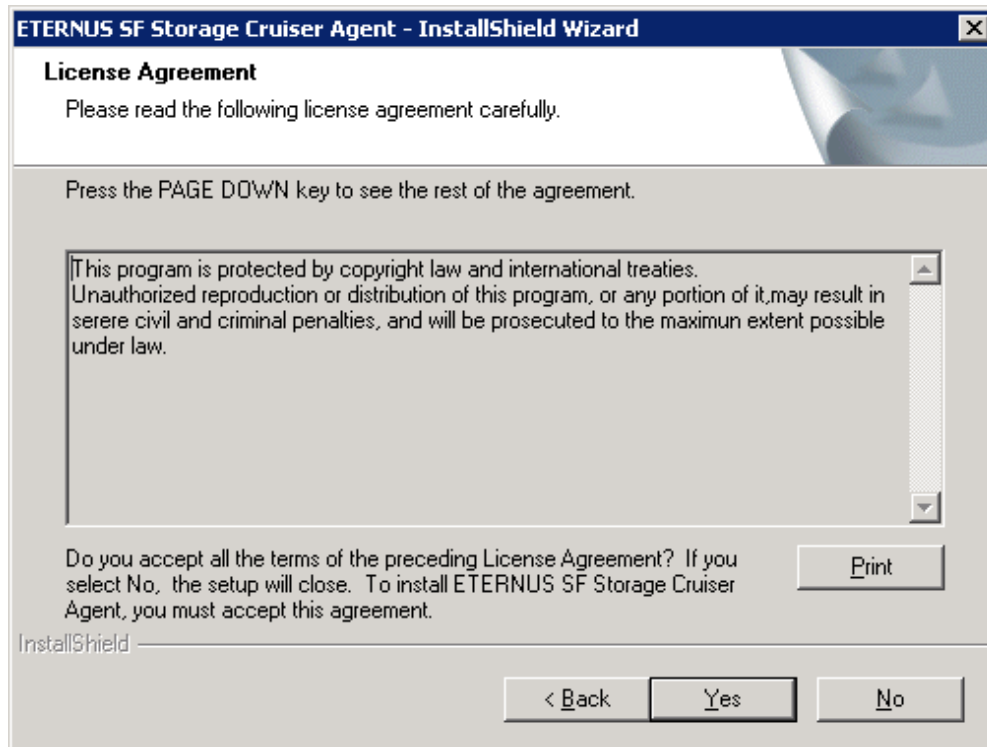 ETERNUS SF Storage Cruiser Agent - InstallShield Wizard
License Agreement
Please read the following license agreement carefully.
Press the PAGE DOWN key to see the rest of the agreement.
This program is protected by copyright law and international treaties.
Unauthorized reproduction or distribution of this program, or any portion of it,may result in
serere civil and criminal penalties, and will be prosecuted to the maximun extent possible
under law.
Do you accept all the terms of the preceding License Agreement?  If you
select No,  the setup will close.  To install ETERNUS SF Storage Cruiser
Agent, you must accept this agreement.
Print
InstallShield
< Back
Yes
No